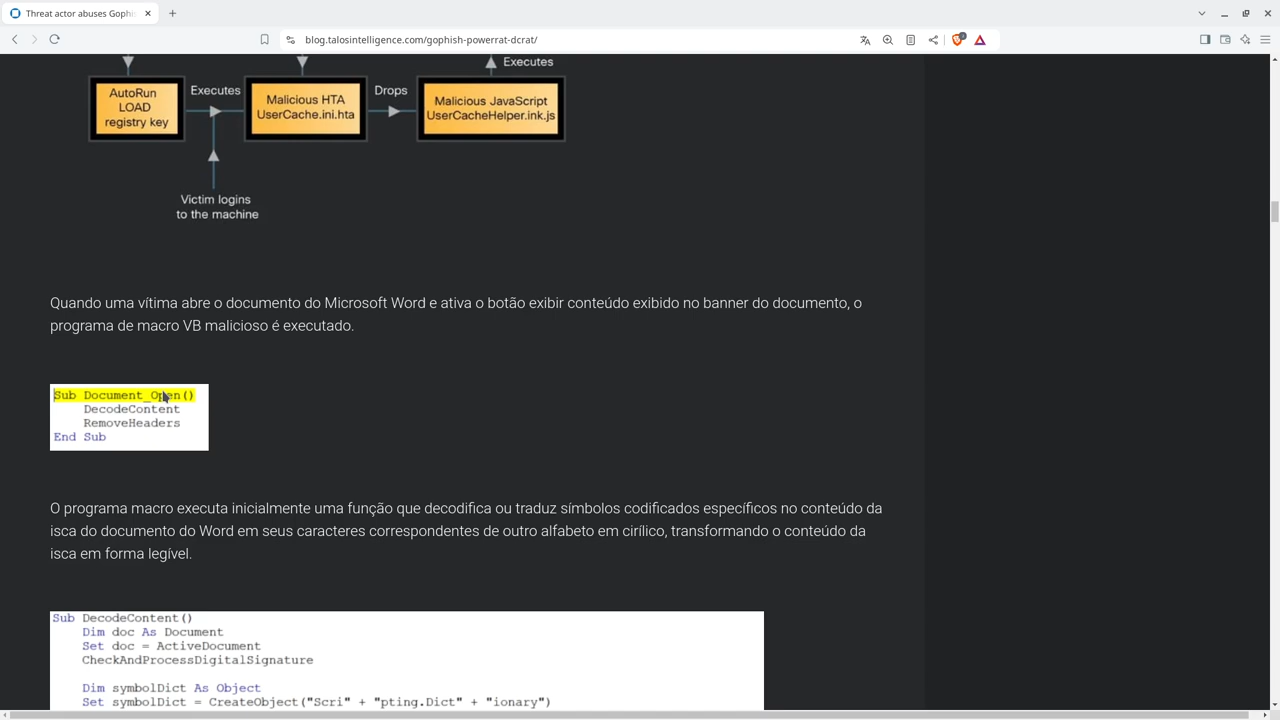 Threat actor abuses Gophi
blog.talosintelligence.com/gophish-powerrat-dcrat/
Executes
AutoRun
LOAD
registry key
Executes
Malicious HTA
UserCache.ini.hta
Drops
Malicious JavaScript
UserCacheHelper.ink.js
Victim logins
to the machine
Quando uma vítima abre o documento do Microsoft Word e ativa o botão exibir conteúdo exibido no banner do documento, o
programa de macro VB malicioso é executado.
Sub Document_Open()
DecodeContent
RemoveHeaders
End Sub
O programa macro executa inicialmente uma função que decodifica ou traduz símbolos codificados específicos no conteúdo da
isca do documento do Word em seus caracteres correspondentes de outro alfabeto em cirílico, transformando o conteúdo da
isca em forma legível.
Sub DecodeContent()
Dim doc As Document
Set doc = ActiveDocument
CheckAndProcessDigitalSignature
Dim symbolDict As Object
Set symbolDict = CreateObject("Scri" + "pting.Dict" + "ionary")